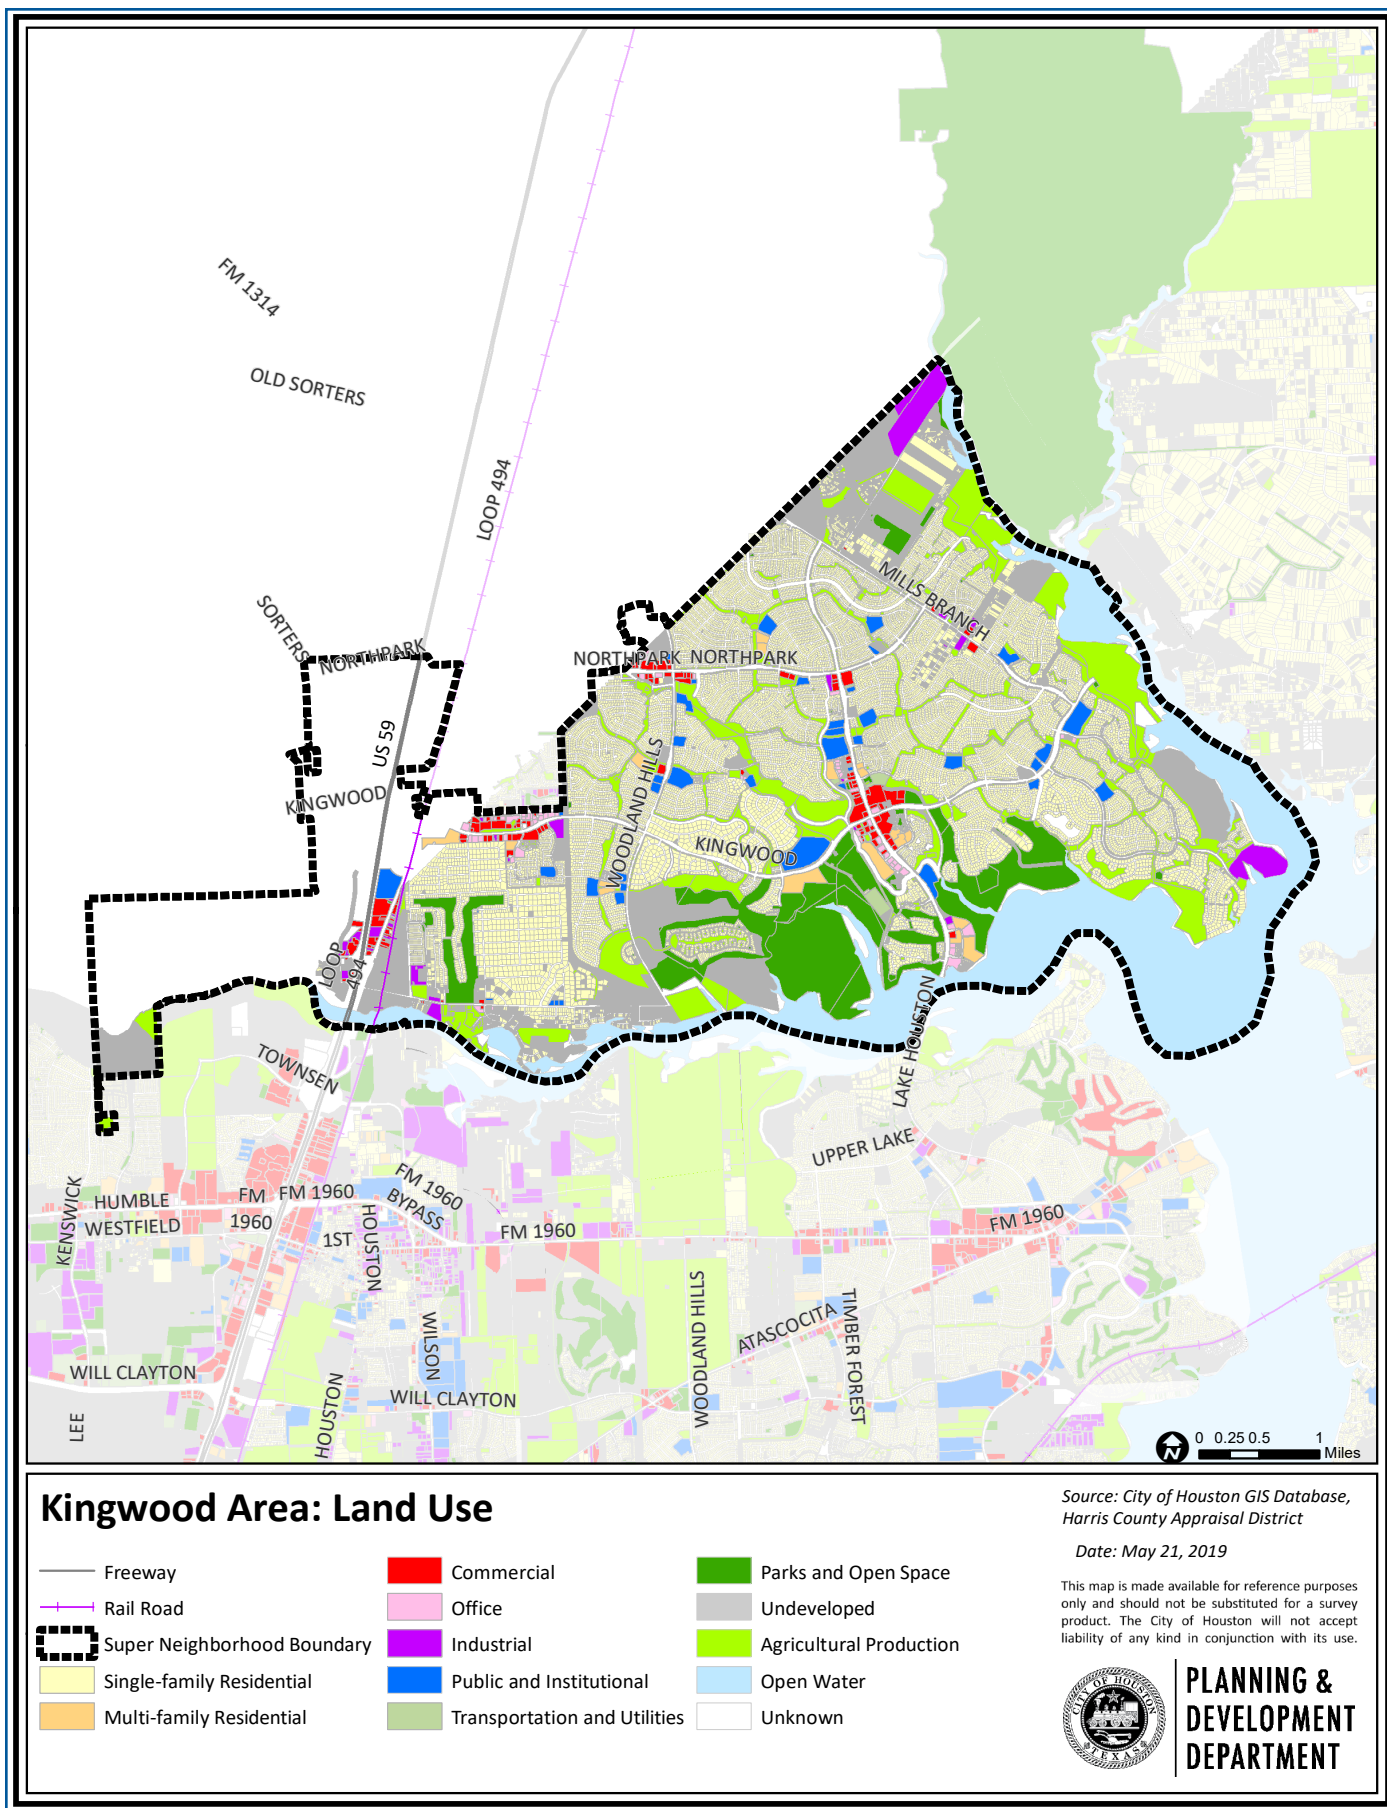 FM 1314
OLD SORTERS
LOOP 494
SORTERS
NORTHPARK
US 59
KINGWOOD
NORTHPARK NORTHPARK
MILLS BRANCH
WOODLAND HILLS
KINGWOOD
LOOP
494
LAKE HOUSTON
TOWNSEN
UPPER LAKE
KENSWICK
HUMBLE
WESTFIELD
FM
1960
FM 1960
1ST
HOUSTON
FM 1960
BYPASS
FM 1960
FM 1960
WILSON
WOODLAND HILLS
ATASCOCITA
TIMBER FOREST
WILL CLAYTON
WILL CLAYTON
LEE
HOUSTON
N
0 0.25 0.5 1
Miles
Kingwood Area: Land Use
Freeway
Rail Road
Super Neighborhood Boundary
Single-family Residential
Multi-family Residential
Commercial
Office
Industrial
Public and Institutional
Transportation and Utilities
Parks and Open Space
Undeveloped
Agricultural Production
Open Water
Unknown
Source: City of Houston GIS Database,
Harris County Appraisal District
Date: May 21, 2019
This map is made available for reference purposes
only and should not be substituted for a survey
product. The City of Houston will not accept
liability of any kind in conjunction with its use.
CITY OF HOUSTON
TEXAS
PLANNING &
DEVELOPMENT
DEPARTMENT